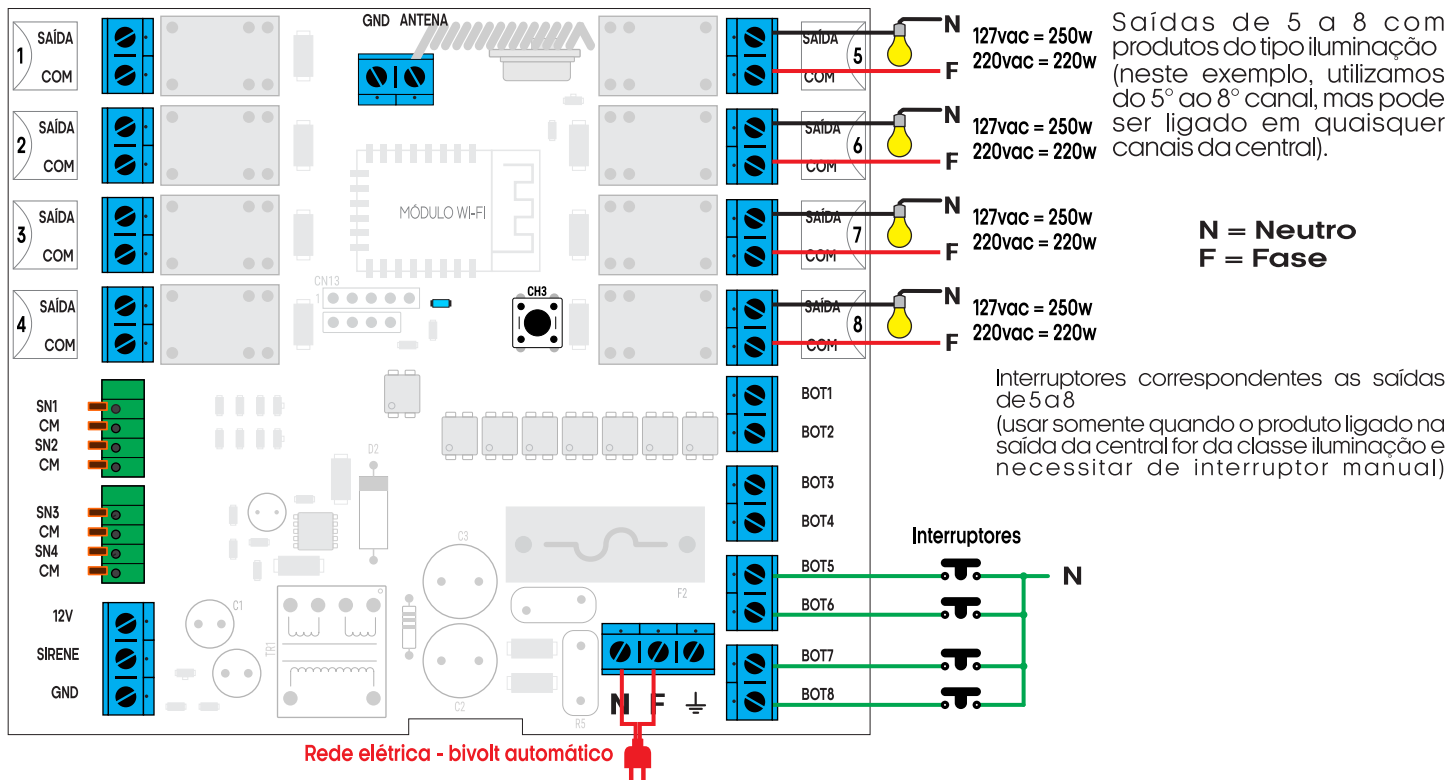 GND ANTENA
1
SAÍDA
COM
2
SAÍDA
COM
3
SAÍDA
COM
4
SAÍDA
COM
SN1
CM
SN2
CM
SN3
CM
SN4
CM
12V
SIRENE
GND
MÓDULO WI-FI
CN13
1
CH3
D2
C3
C1
TR1
C2
F2
R5
N F
Rede elétrica - bivolt automático
SAÍDA
5
COM
N
F
127vac = 250w
220vac = 220w
SAÍDA
6
COM
N
F
127vac = 250w
220vac = 220w
SAÍDA
7
COM
N
F
127vac = 250w
220vac = 220w
SAÍDA
8
COM
N
F
127vac = 250w
220vac = 220w
BOT1
BOT2
BOT3
BOT4
BOT5
BOT6
BOT7
BOT8
Interruptores
N
Saídas de 5 a 8 com
produtos do tipo iluminação
(neste exemplo, utilizamos
do 5° ao 8° canal, mas pode
ser ligado em quaisquer
canais da central).
N = Neutro
F = Fase
Interruptores correspondentes as saídas
de 5 a 8
(usar somente quando o produto ligado na
saída da central for da classe iluminação e
necessitar de interruptor manual)